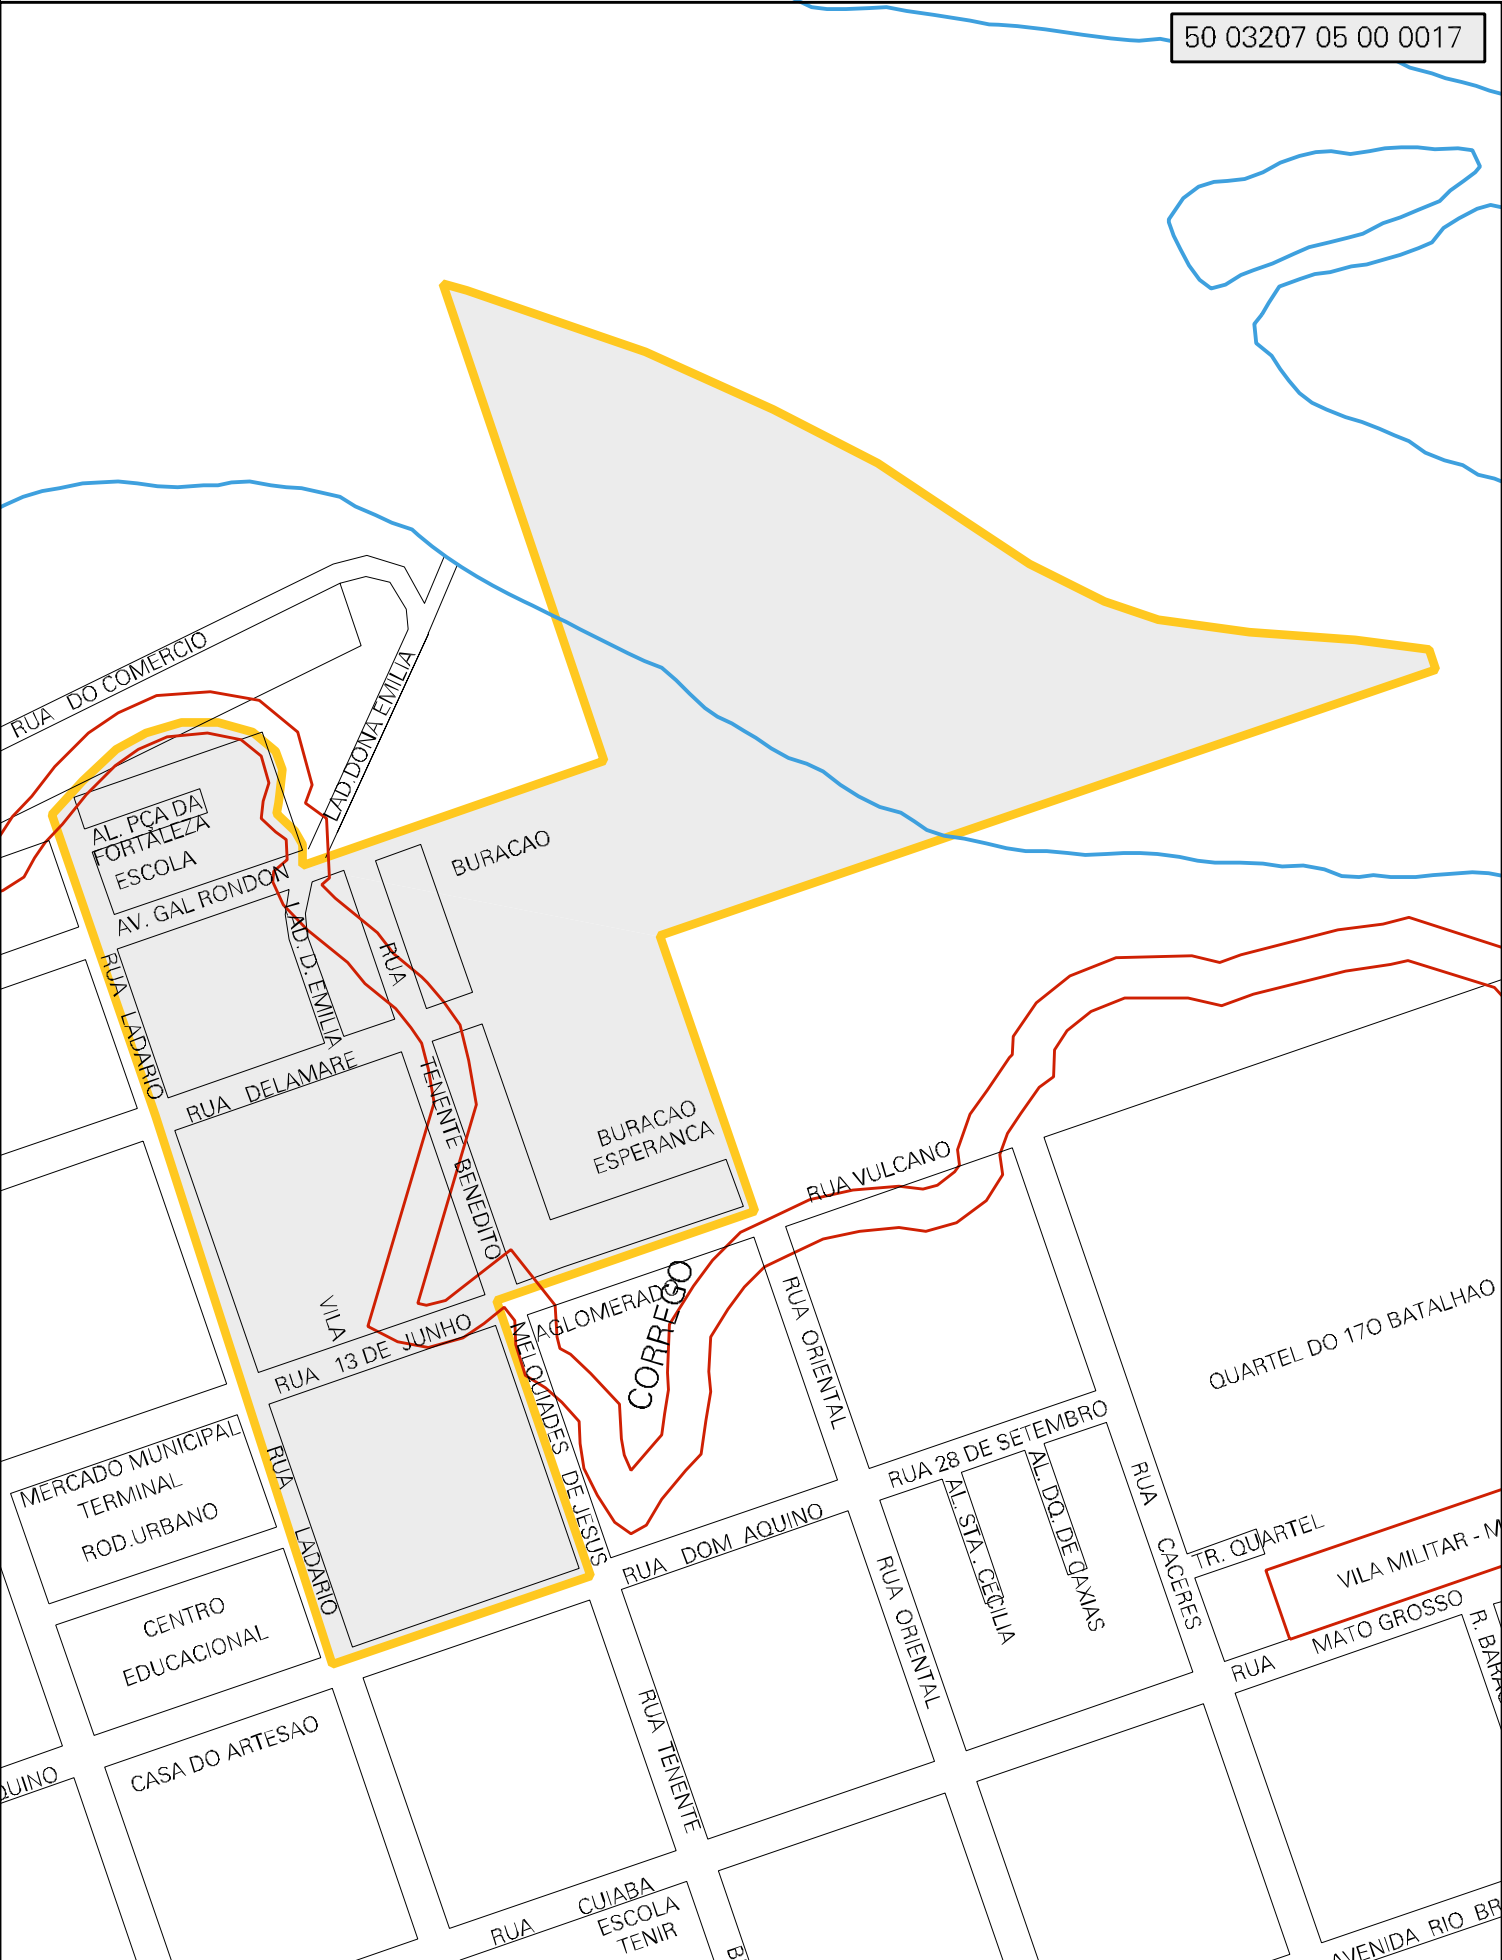 50 03207 05 00 0017
RUA DO COMERCIO
LAD.DONA EMILIA
AL. PÇA DA
FORTALEZA
ESCOLA
AV. GAL RONDON
BURACAO
LAD. D. EMILIA
RUA
RUA LADARIO
RUA DELAMARE
TENENTE BENEDITO
BURACAO
ESPERANCA
RUA VULCANO
VILA
RUA 13 DE JUNHO
AGLOMERADO
CORREGO
MELQUIADES DE JESUS
RUA ORIENTAL
QUARTEL DO 17O BATALHAO
RUA 28 DE SETEMBRO
MERCADO MUNICIPAL
TERMINAL
ROD.URBANO
RUA LADARIO
AL. STA . CECILIA
AL. DQ. DE CAXIAS
RUA CACERES
TR. QUARTEL
VILA MILITAR - M
RUA DOM AQUINO
RUA ORIENTAL
CENTRO
EDUCACIONAL
RUA MATO GROSSO
R. BARAO
RUA TENENTE
CASA DO ARTESAO
QUINO
RUA CUIABA
ESCOLA
TENIR
B
AVENIDA RIO BR